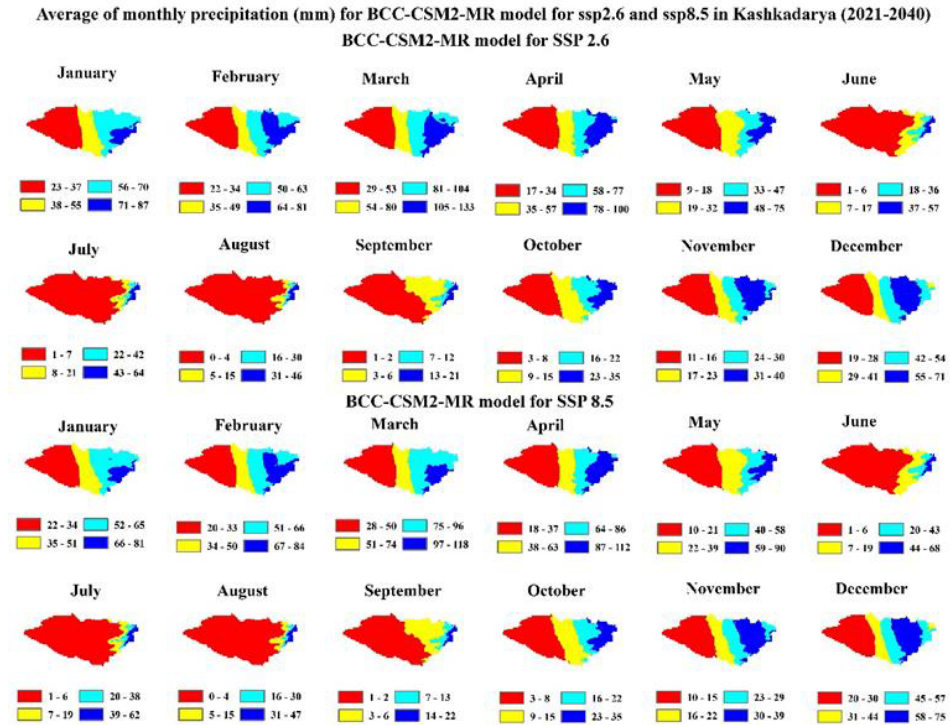 Average of monthly precipitation (mm) for BCC-CSM2-MR model for ssp2.6 and ssp8.5 in Kashkadarya (2021-2040)
BCC-CSM2-MR model for SSP 2.6
January February March April May June
23 - 37 56 - 70 22 - 34 50 - 63 29 - 53 81 - 104 17 - 34 58 - 77 9 - 18 33 - 47 1 - 6 18 - 36
38 - 55 71 - 87 35 - 49 64 - 81 54 - 80 105 - 133 35 - 57 78 - 100 19 - 32 48 - 75 7 - 17 37 - 57
July August September October November December
1 - 7 22 - 42 0 - 4 16 - 30 1 - 2 7 - 12 3 - 8 16 - 22 11 - 16 24 - 30 19 - 28 42 - 54
8 - 21 43 - 64 5 - 15 31 - 46 3 - 6 13 - 21 9 - 15 23 - 35 17 - 23 31 - 40 29 - 41 55 - 71
BCC-CSM2-MR model for SSP 8.5
January February March April May June
22 - 34 52 - 65 20 - 33 51 - 66 28 - 50 75 - 96 18 - 37 64 - 86 10 - 21 40 - 58 1 - 6 20 - 43
35 - 51 66 - 81 34 - 50 67 - 84 51 - 74 97 - 118 38 - 63 87 - 112 22 - 39 59 - 90 7 - 19 44 - 68
July August September October November December
1 - 6 20 - 38 0 - 4 16 - 30 1 - 2 7 - 13 3 - 8 16 - 22 10 - 15 23 - 29 20 - 30 45 - 57
7 - 19 39 - 62 5 - 15 31 - 47 3 - 6 14 - 22 9 - 15 23 - 35 16 - 22 30 - 39 31 - 44